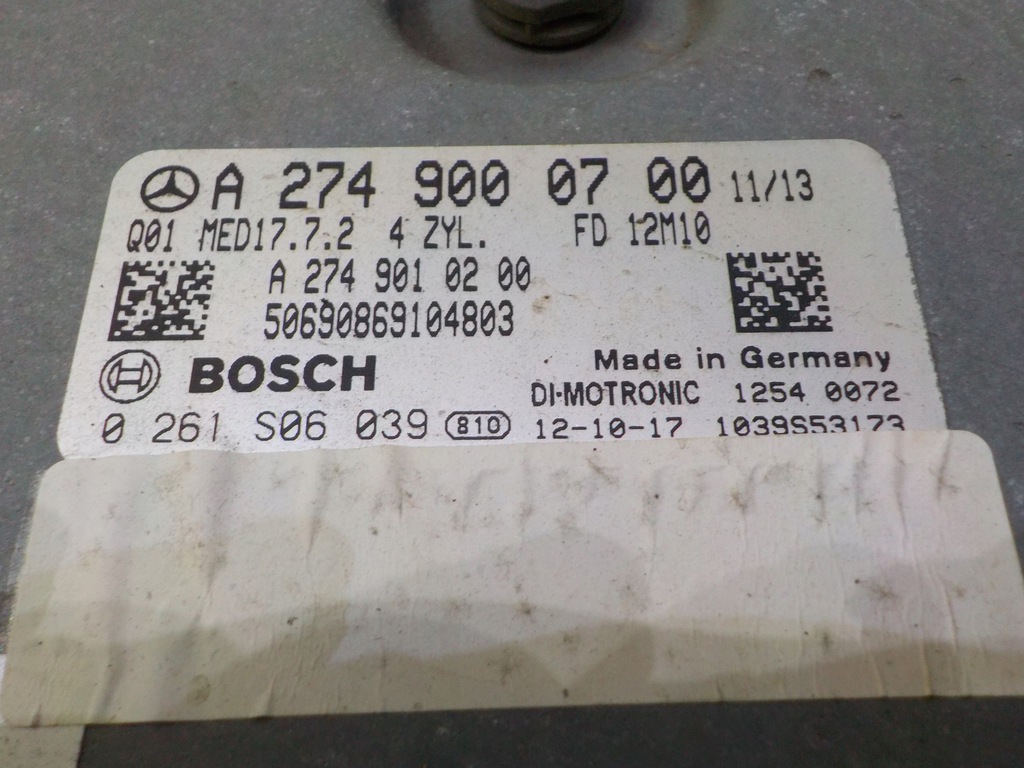 A 274 900 07 00 11/13
Q01 MED17.7.2 4 ZYL. FD 12M10
A 274 901 02 00
50690869104803
BOSCH
Made in Germany
DI-MOTRONIC 1254 0072
0 261 S06 039 810 12-10-17 1039S53173